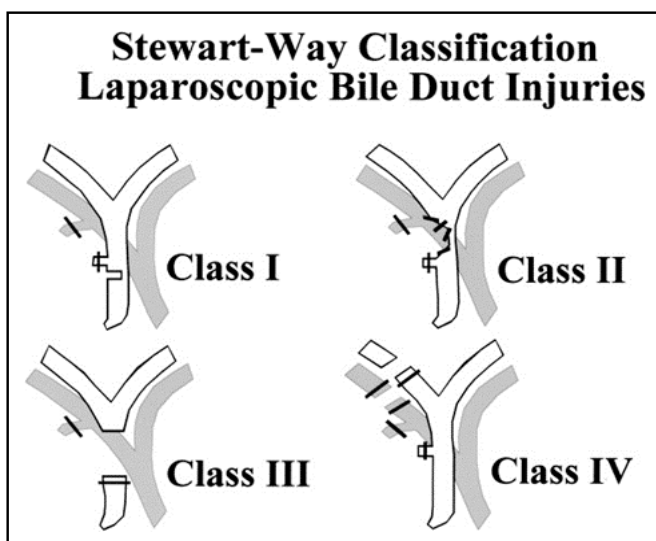 Stewart-Way Classification
Laparoscopic Bile Duct Injuries
Class I
Class II
Class III
Class IV